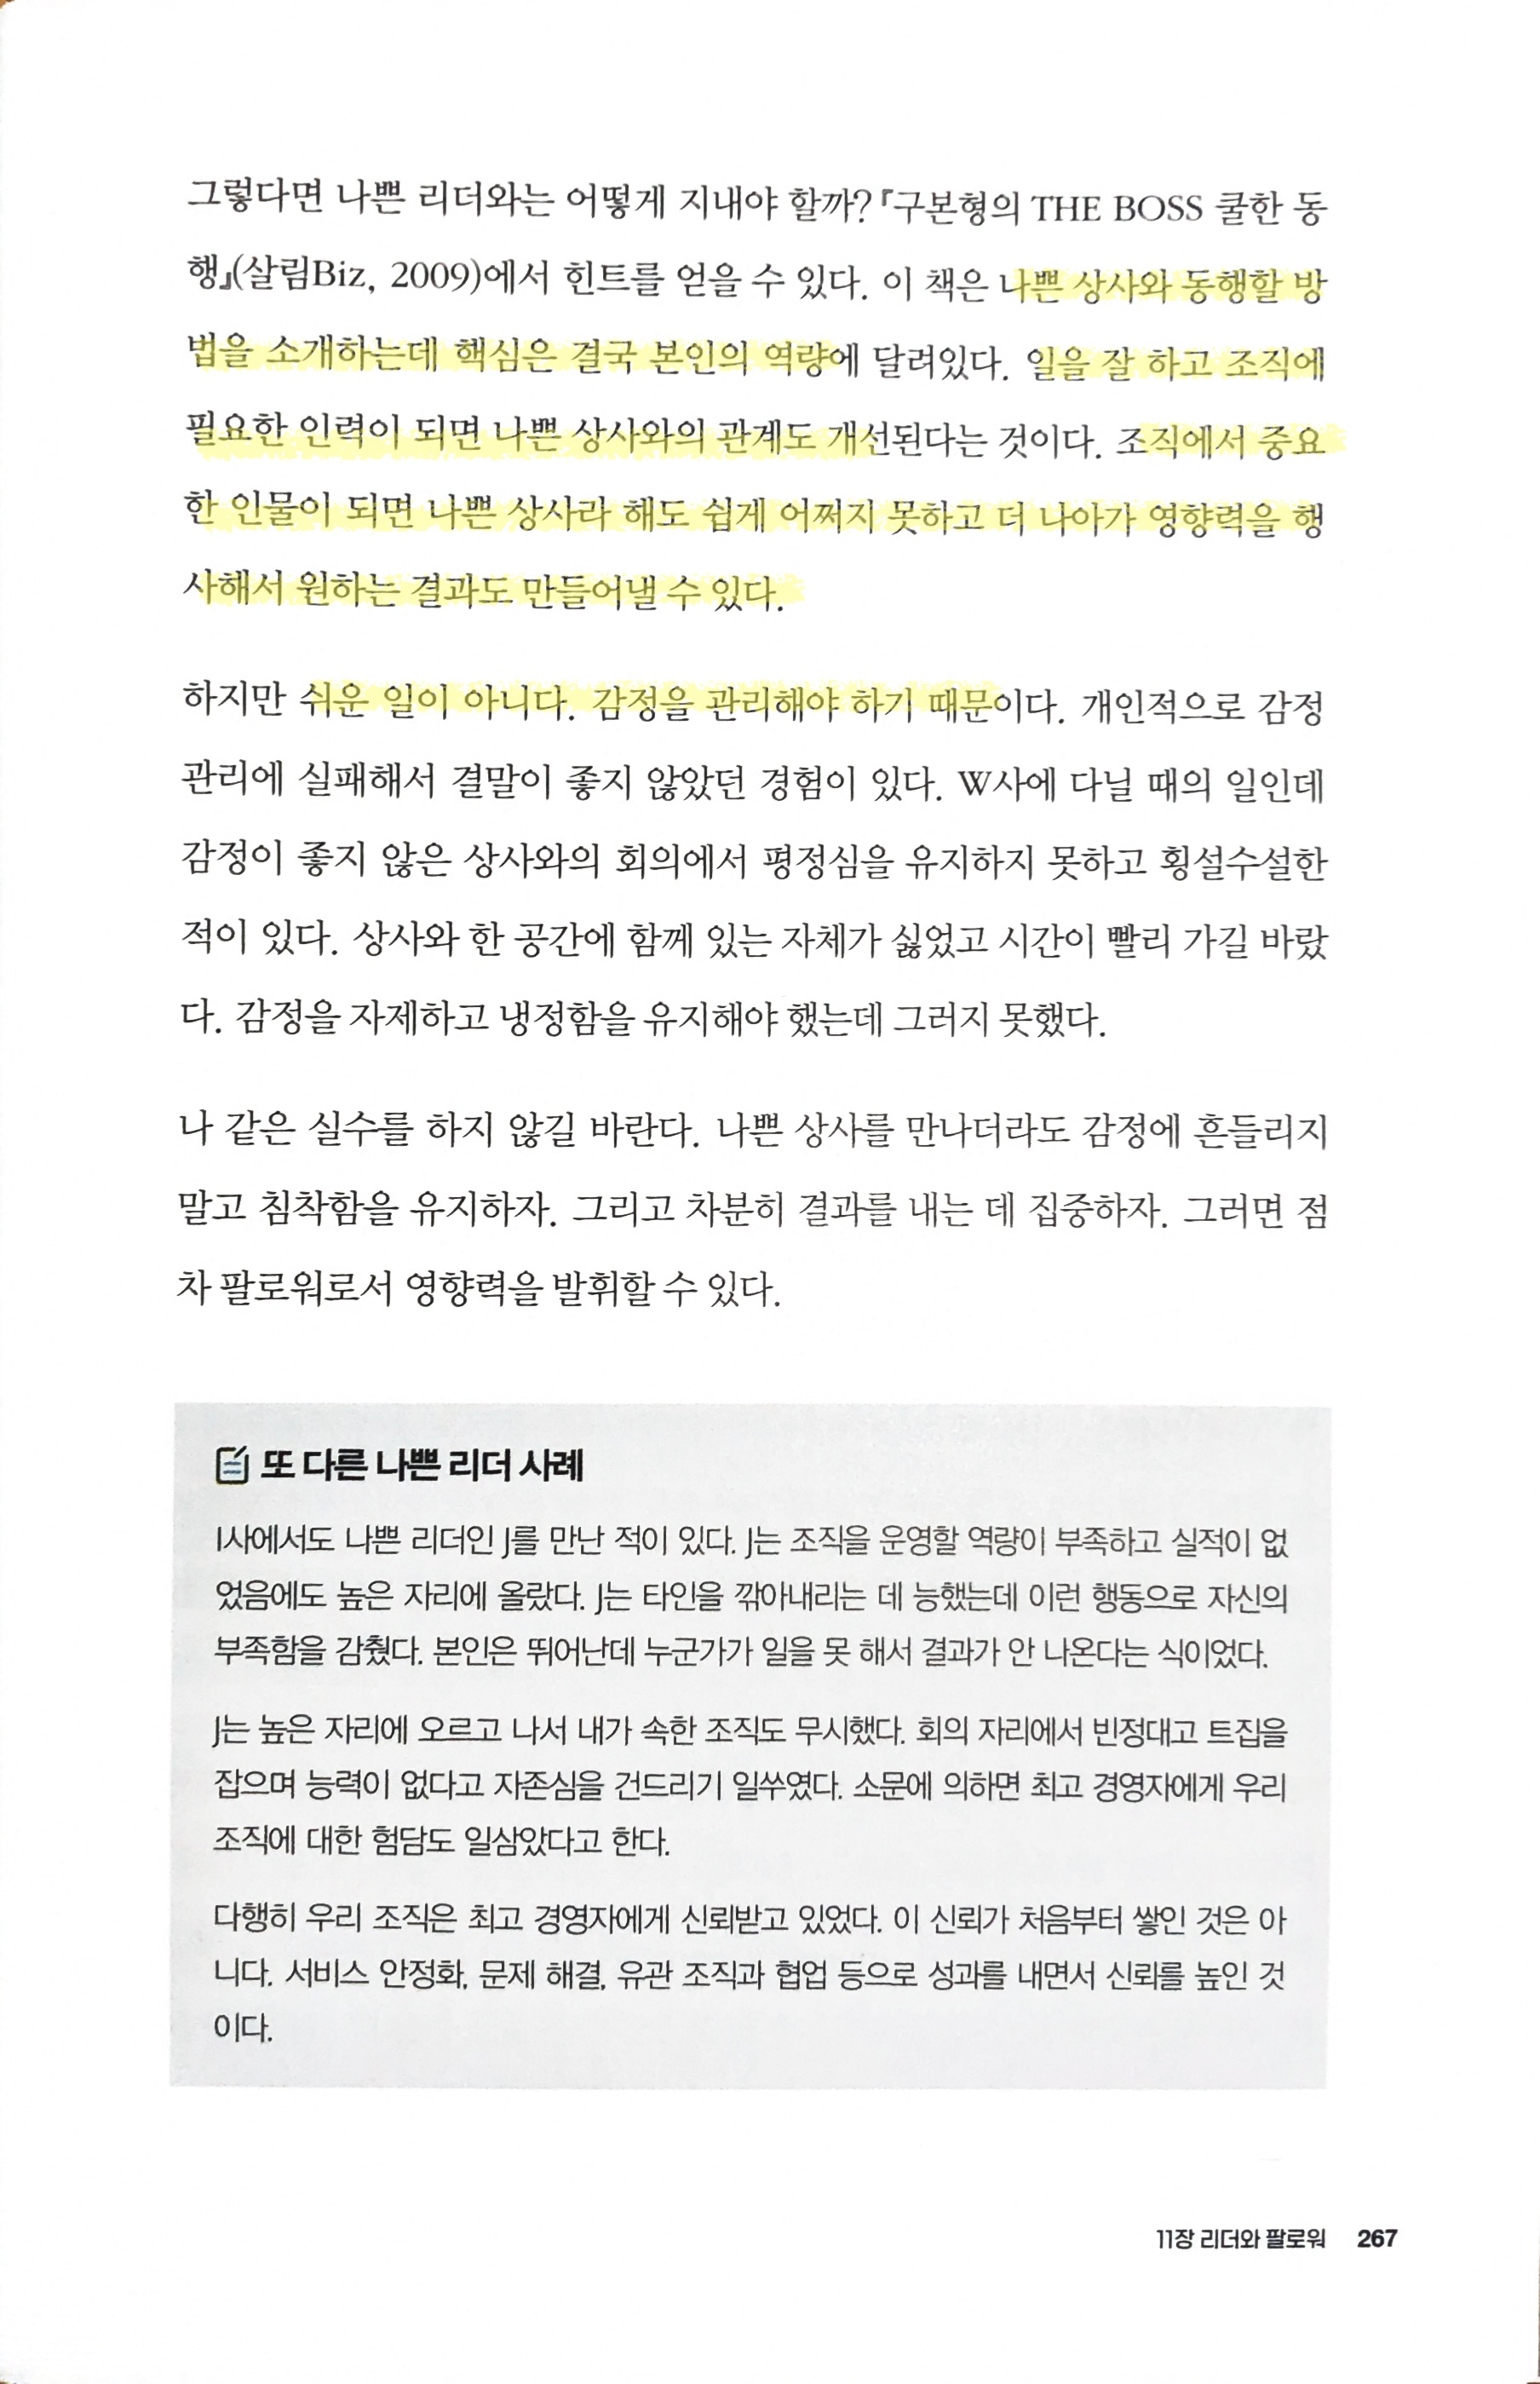 그렇다면 나쁜 리더와는 어떻게 지내야 할까?『구본형의 THE BOSS 쿨한 동
행』(살림Biz, 2009)에서 힌트를 얻을 수 있다. 이 책은 나쁜 상사와 동행할 방
법을 소개하는데 핵심은 결국 본인의 역량에 달려있다. 일을 잘 하고 조직에
필요한 인력이 되면 나쁜 상사와의 관계도 개선된다는 것이다. 조직에서 중요
한 인물이 되면 나쁜 상사라 해도 쉽게 어쩌지 못하고 더 나아가 영향력을 행
사해서 원하는 결과도 만들어낼 수 있다.
하지만 쉬운 일이 아니다. 감정을 관리해야 하기 때문이다. 개인적으로 감정
관리에 실패해서 결말이 좋지 않았던 경험이 있다. W사에 다닐 때의 일인데
감정이 좋지 않은 상사와의 회의에서 평정심을 유지하지 못하고 횡설수설한
적이 있다. 상사와 한 공간에 함께 있는 자체가 싫었고 시간이 빨리 가길 바랐
다. 감정을 자제하고 냉정함을 유지해야 했는데 그러지 못했다.
나 같은 실수를 하지 않길 바란다. 나쁜 상사를 만나더라도 감정에 흔들리지
말고 침착함을 유지하자. 그리고 차분히 결과를 내는 데 집중하자. 그러면 점
차 팔로워로서 영향력을 발휘할 수 있다.
또 다른 나쁜 리더 사례
I사에서도 나쁜 리더인 J를 만난 적이 있다. J는 조직을 운영할 역량이 부족하고 실적이 없
었음에도 높은 자리에 올랐다. J는 타인을 깎아내리는 데 능했는데 이런 행동으로 자신의
부족함을 감췄다. 본인은 뛰어난데 누군가가 일을 못 해서 결과가 안 나온다는 식이었다.
J는 높은 자리에 오르고 나서 내가 속한 조직도 무시했다. 회의 자리에서 빈정대고 트집을
잡으며 능력이 없다고 자존심을 건드리기 일쑤였다. 소문에 의하면 최고 경영자에게 우리
조직에 대한 험담도 일삼았다고 한다.
다행히 우리 조직은 최고 경영자에게 신뢰받고 있었다. 이 신뢰가 처음부터 쌓인 것은 아
니다. 서비스 안정화, 문제 해결, 유관 조직과 협업 등으로 성과를 내면서 신뢰를 높인 것
이다.
11장 리더와 팔로워 267